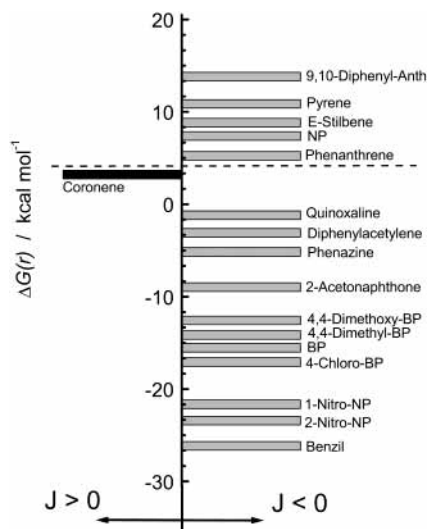 20
9,10-Diphenyl-Anth
10
Pyrene
E-Stilbene
NP
Phenanthrene
Coronene
0
Quinoxaline
Diphenylacetylene
Phenazine
2-Acetonaphthone
-10
4,4-Dimethoxy-BP
4,4-Dimethyl-BP
BP
4-Chloro-BP
-20
1-Nitro-NP
2-Nitro-NP
Benzil
-30
ΔG(r) / kcal mol⁻¹
J > 0
J < 0